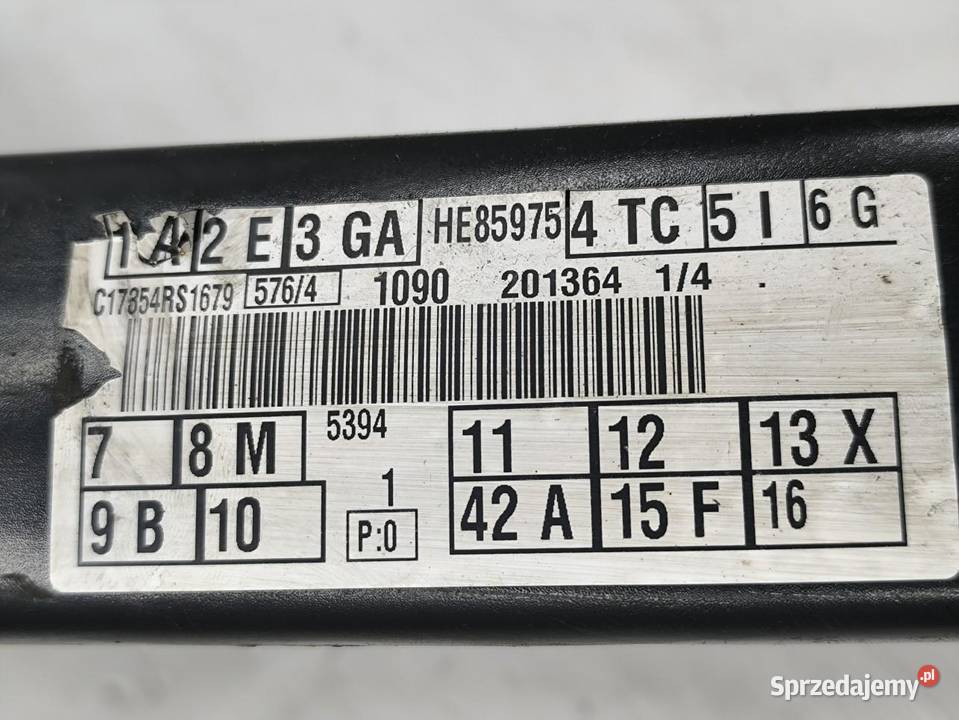 1 A 2 E 3 GA HE85975 4 TC 5 I 6 G
C17354RS1679 576/4 1090 201364 1/4 .
7 8 M 5394 11 12 13 X
9 B 10 1 P:0 42 A 15 F 16
Sprzedajemy.pl